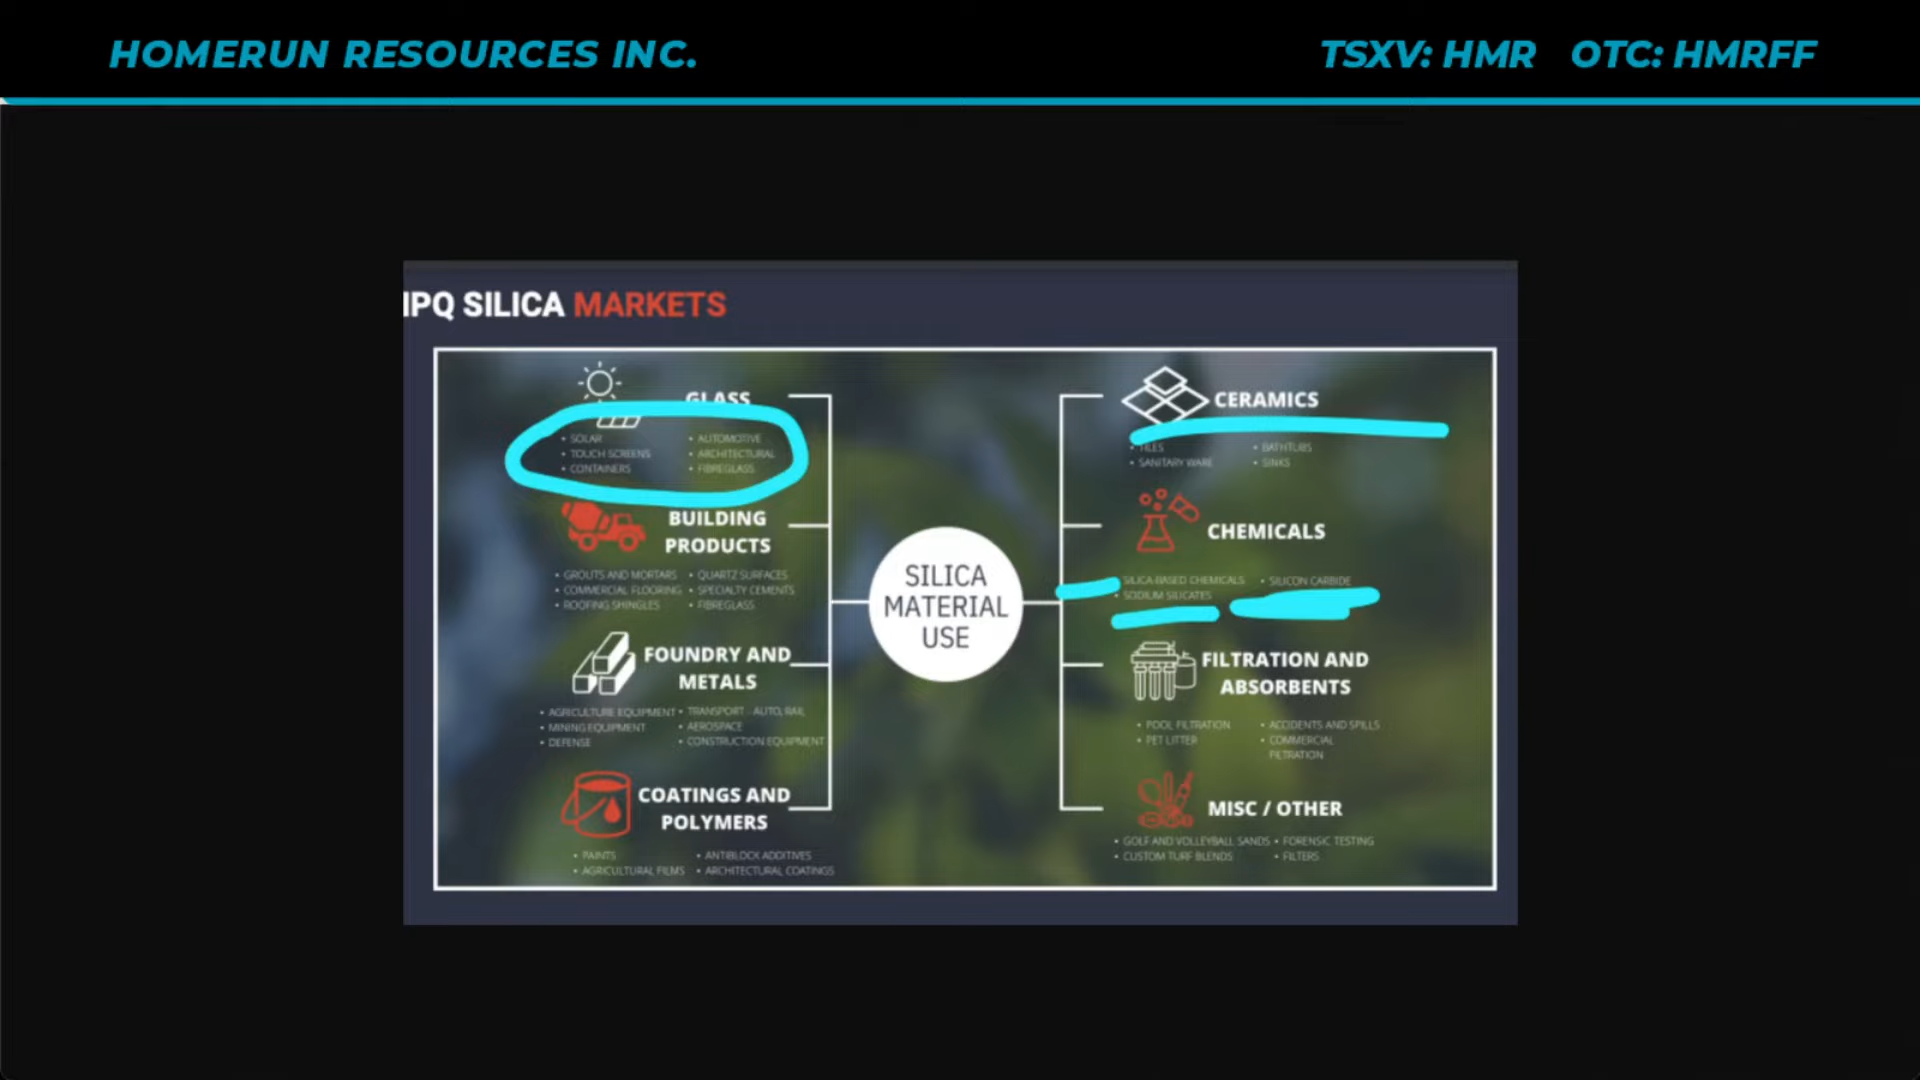 HOMERUN RESOURCES INC.
TSXV: HMR OTC: HMRFF
IPQ SILICA MARKETS
GLASS
• SOLAR
• TOUCH SCREENS
• CONTAINERS
• AUTOMOTIVE
• ARCHITECTURAL
• FIBREGLASS
BUILDING
PRODUCTS
• GROUTS AND MORTARS
• COMMERCIAL FLOORING
• ROOFING SHINGLES
• QUARTZ SURFACES
• SPECIALTY CEMENTS
• FIBREGLASS
FOUNDRY AND
METALS
• AGRICULTURE EQUIPMENT
• MINING EQUIPMENT
• DEFENSE
• TRANSPORT - AUTO, RAIL
• AEROSPACE
• CONSTRUCTION EQUIPMENT
COATINGS AND
POLYMERS
• PAINTS
• AGRICULTURAL FILMS
• ANTIBLOCK ADDITIVES
• ARCHITECTURAL COATINGS
SILICA
MATERIAL
USE
CERAMICS
• TILES
• SANITARY WARE
• BATHTUBS
• SINKS
CHEMICALS
SILICA-BASED CHEMICALS
• SODIUM SILICATES
• SILICON CARBIDE
FILTRATION AND
ABSORBENTS
• POOL FILTRATION
• PET LITTER
• ACCIDENTS AND SPILLS
• COMMERCIAL
FILTRATION
MISC / OTHER
• GOLF AND VOLLEYBALL SANDS
• CUSTOM TURF BLENDS
• FORENSIC TESTING
• FILTERS